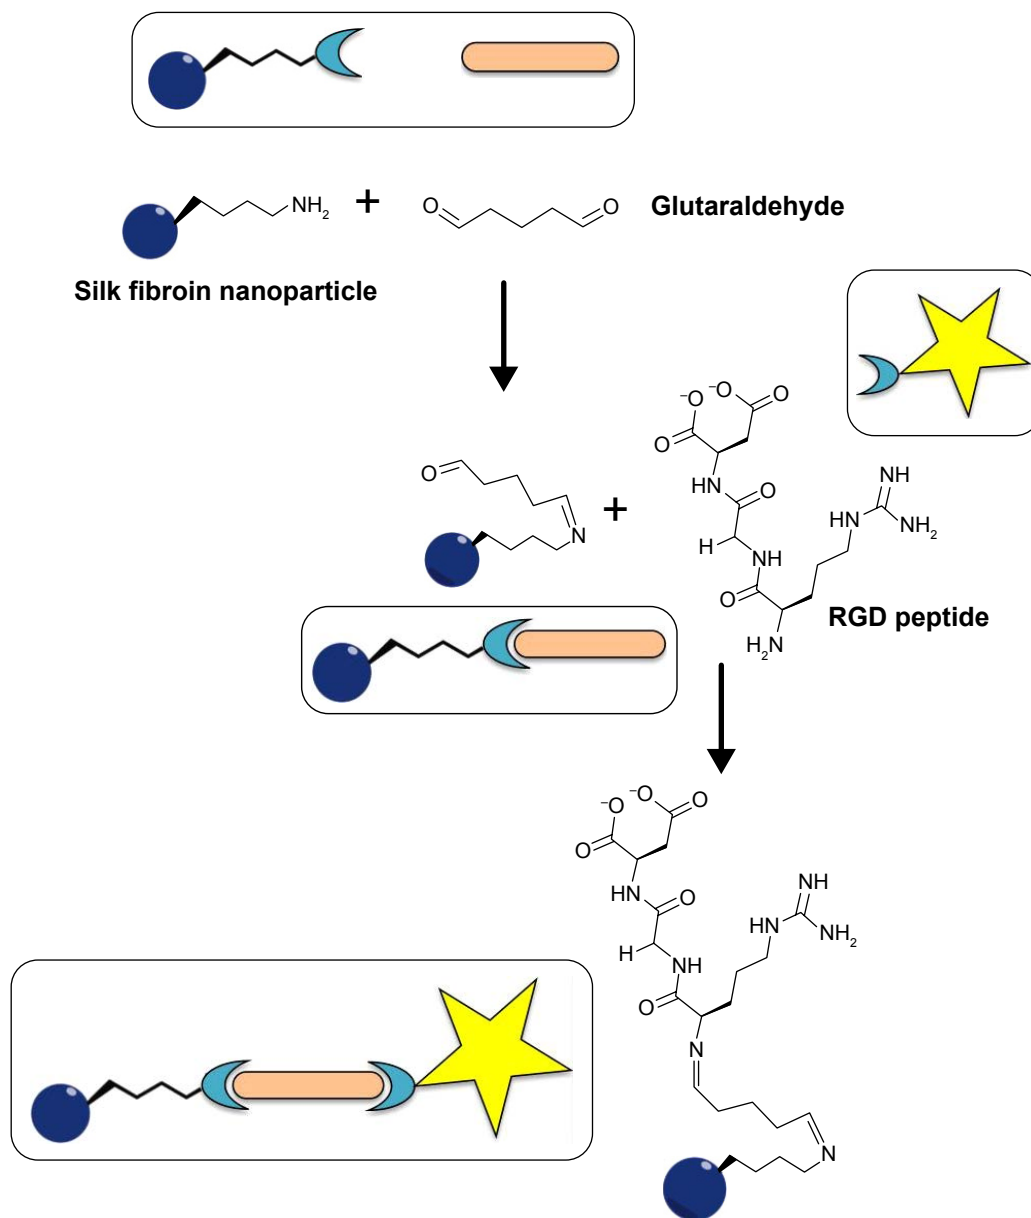 NH₂
+
O
O
Glutaraldehyde
Silk fibroin nanoparticle
⁻O
⁻O
O
O
HN
O
NH
HN
NH₂
H
NH
O
H₂N
RGD peptide
O
N
+
⁻O
⁻O
O
O
HN
O
NH
HN
NH₂
H
NH
O
N
N